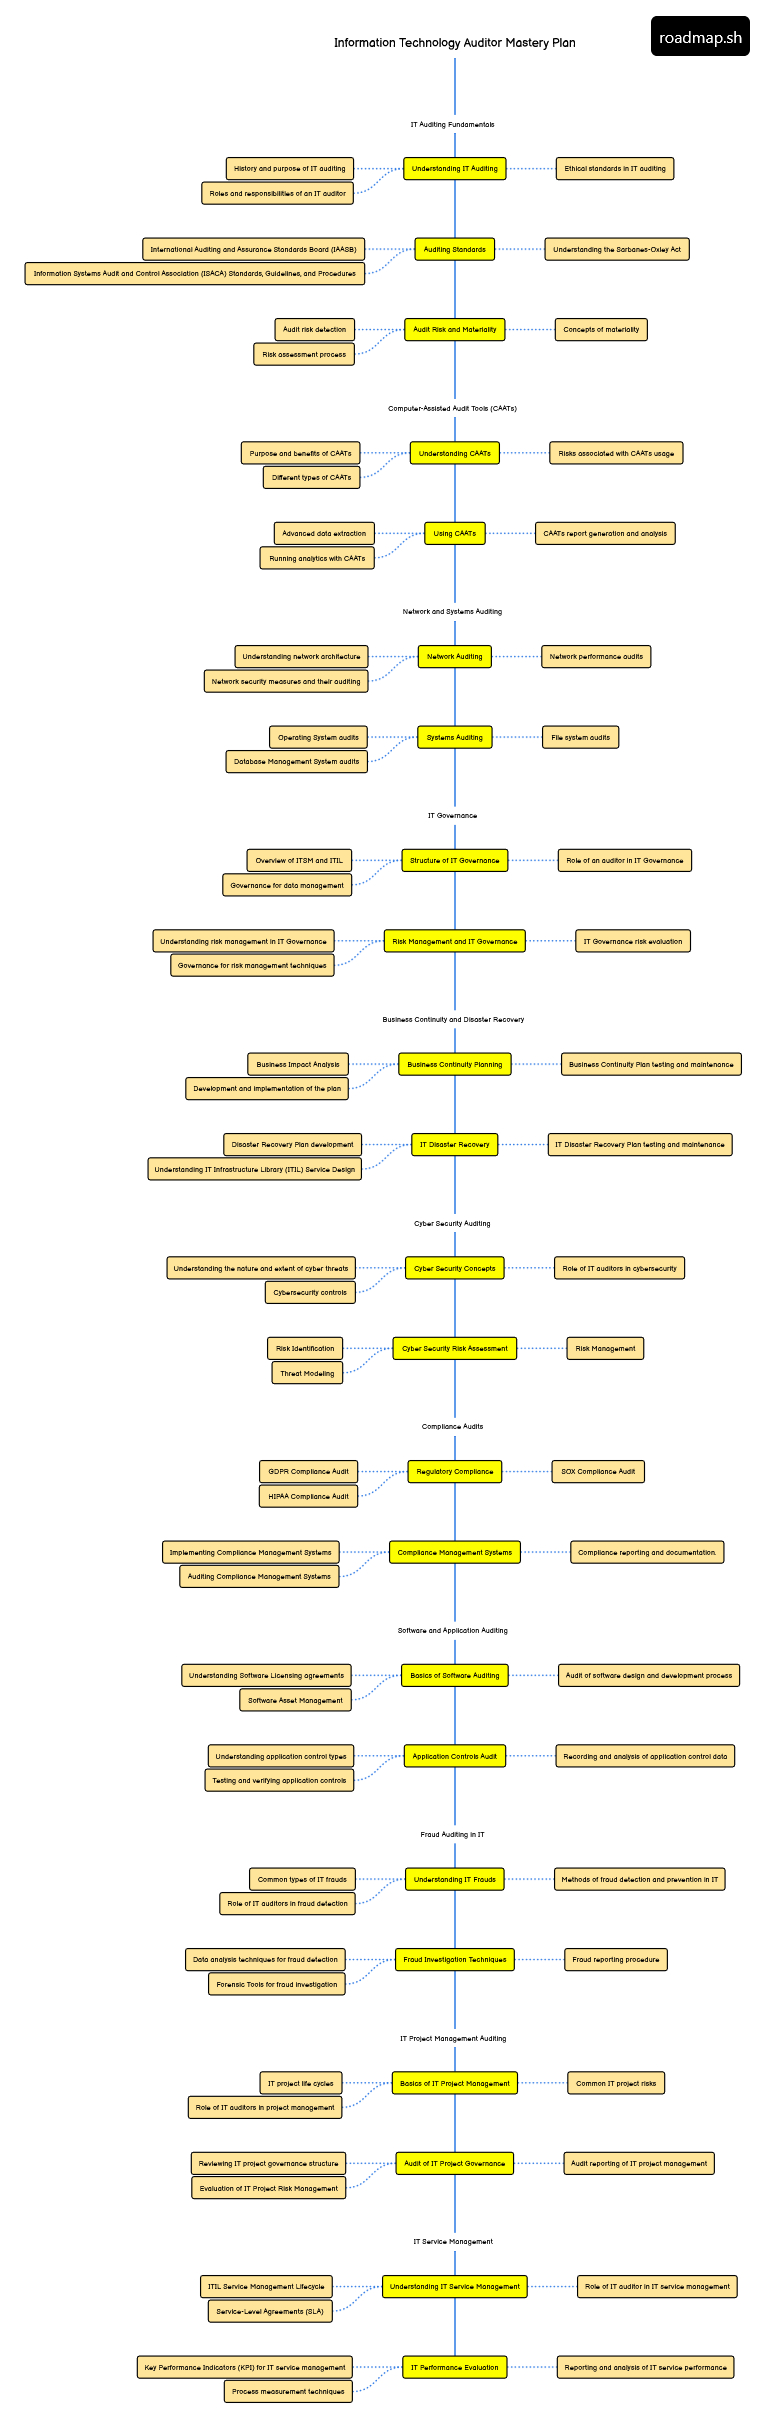 roadmap.sh
Information Technology Auditor Mastery Plan
IT Auditing Fundamentals
History and purpose of IT auditing
Understanding IT Auditing
Ethical standards in IT auditing
Roles and responsibilities of an IT auditor
International Auditing and Assurance Standards Board (IAASB)
Auditing Standards
Understanding the Sarbanes-Oxley Act
Information Systems Audit and Control Association (ISACA) Standards, Guidelines, and Procedures
Audit risk detection
Audit Risk and Materiality
Concepts of materiality
Risk assessment process
Computer-Assisted Audit Tools (CAATs)
Purpose and benefits of CAATs
Understanding CAATs
Risks associated with CAATs usage
Different types of CAATs
Advanced data extraction
Using CAATs
CAATs report generation and analysis
Running analytics with CAATs
Network and Systems Auditing
Understanding network architecture
Network Auditing
Network performance audits
Network security measures and their auditing
Operating System audits
Systems Auditing
File system audits
Database Management System audits
IT Governance
Overview of ITSM and ITIL
Structure of IT Governance
Role of an auditor in IT Governance
Governance for data management
Understanding risk management in IT Governance
Risk Management and IT Governance
IT Governance risk evaluation
Governance for risk management techniques
Business Continuity and Disaster Recovery
Business Impact Analysis
Business Continuity Planning
Business Continuity Plan testing and maintenance
Development and implementation of the plan
Disaster Recovery Plan development
IT Disaster Recovery
IT Disaster Recovery Plan testing and maintenance
Understanding IT Infrastructure Library (ITIL) Service Design
Cyber Security Auditing
Understanding the nature and extent of cyber threats
Cyber Security Concepts
Role of IT auditors in cybersecurity
Cybersecurity controls
Risk Identification
Cyber Security Risk Assessment
Risk Management
Threat Modeling
Compliance Audits
GDPR Compliance Audit
Regulatory Compliance
SOX Compliance Audit
HIPAA Compliance Audit
Implementing Compliance Management Systems
Compliance Management Systems
Compliance reporting and documentation.
Auditing Compliance Management Systems
Software and Application Auditing
Understanding Software Licensing agreements
Basics of Software Auditing
Audit of software design and development process
Software Asset Management
Understanding application control types
Application Controls Audit
Recording and analysis of application control data
Testing and verifying application controls
Fraud Auditing in IT
Common types of IT frauds
Understanding IT Frauds
Methods of fraud detection and prevention in IT
Role of IT auditors in fraud detection
Data analysis techniques for fraud detection
Fraud Investigation Techniques
Fraud reporting procedure
Forensic Tools for fraud investigation
IT Project Management Auditing
IT project life cycles
Basics of IT Project Management
Common IT project risks
Role of IT auditors in project management
Reviewing IT project governance structure
Audit of IT Project Governance
Audit reporting of IT project management
Evaluation of IT Project Risk Management
IT Service Management
ITIL Service Management Lifecycle
Understanding IT Service Management
Role of IT auditor in IT service management
Service-Level Agreements (SLA)
Key Performance Indicators (KPI) for IT service management
IT Performance Evaluation
Reporting and analysis of IT service performance
Process measurement techniques